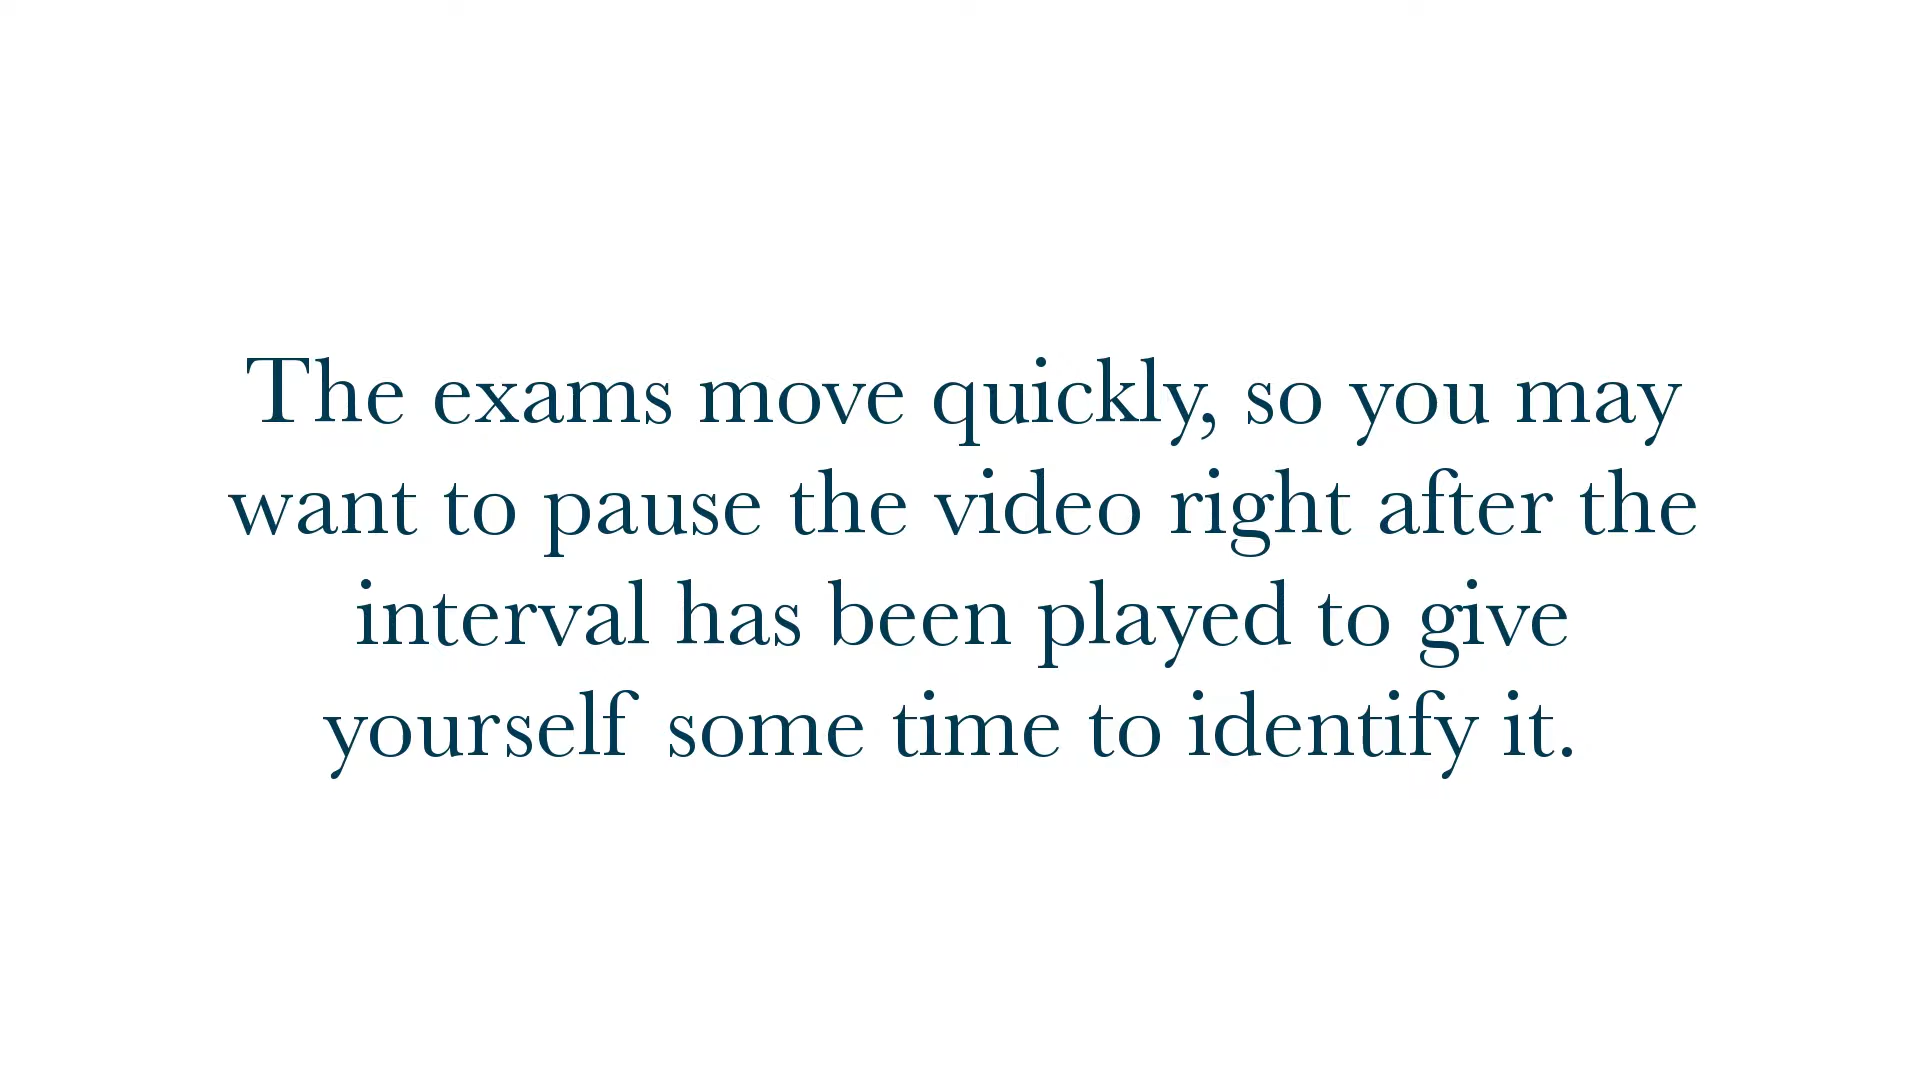 The exams move quickly, so you may
want to pause the video right after the
interval has been played to give
yourself some time to identify it.